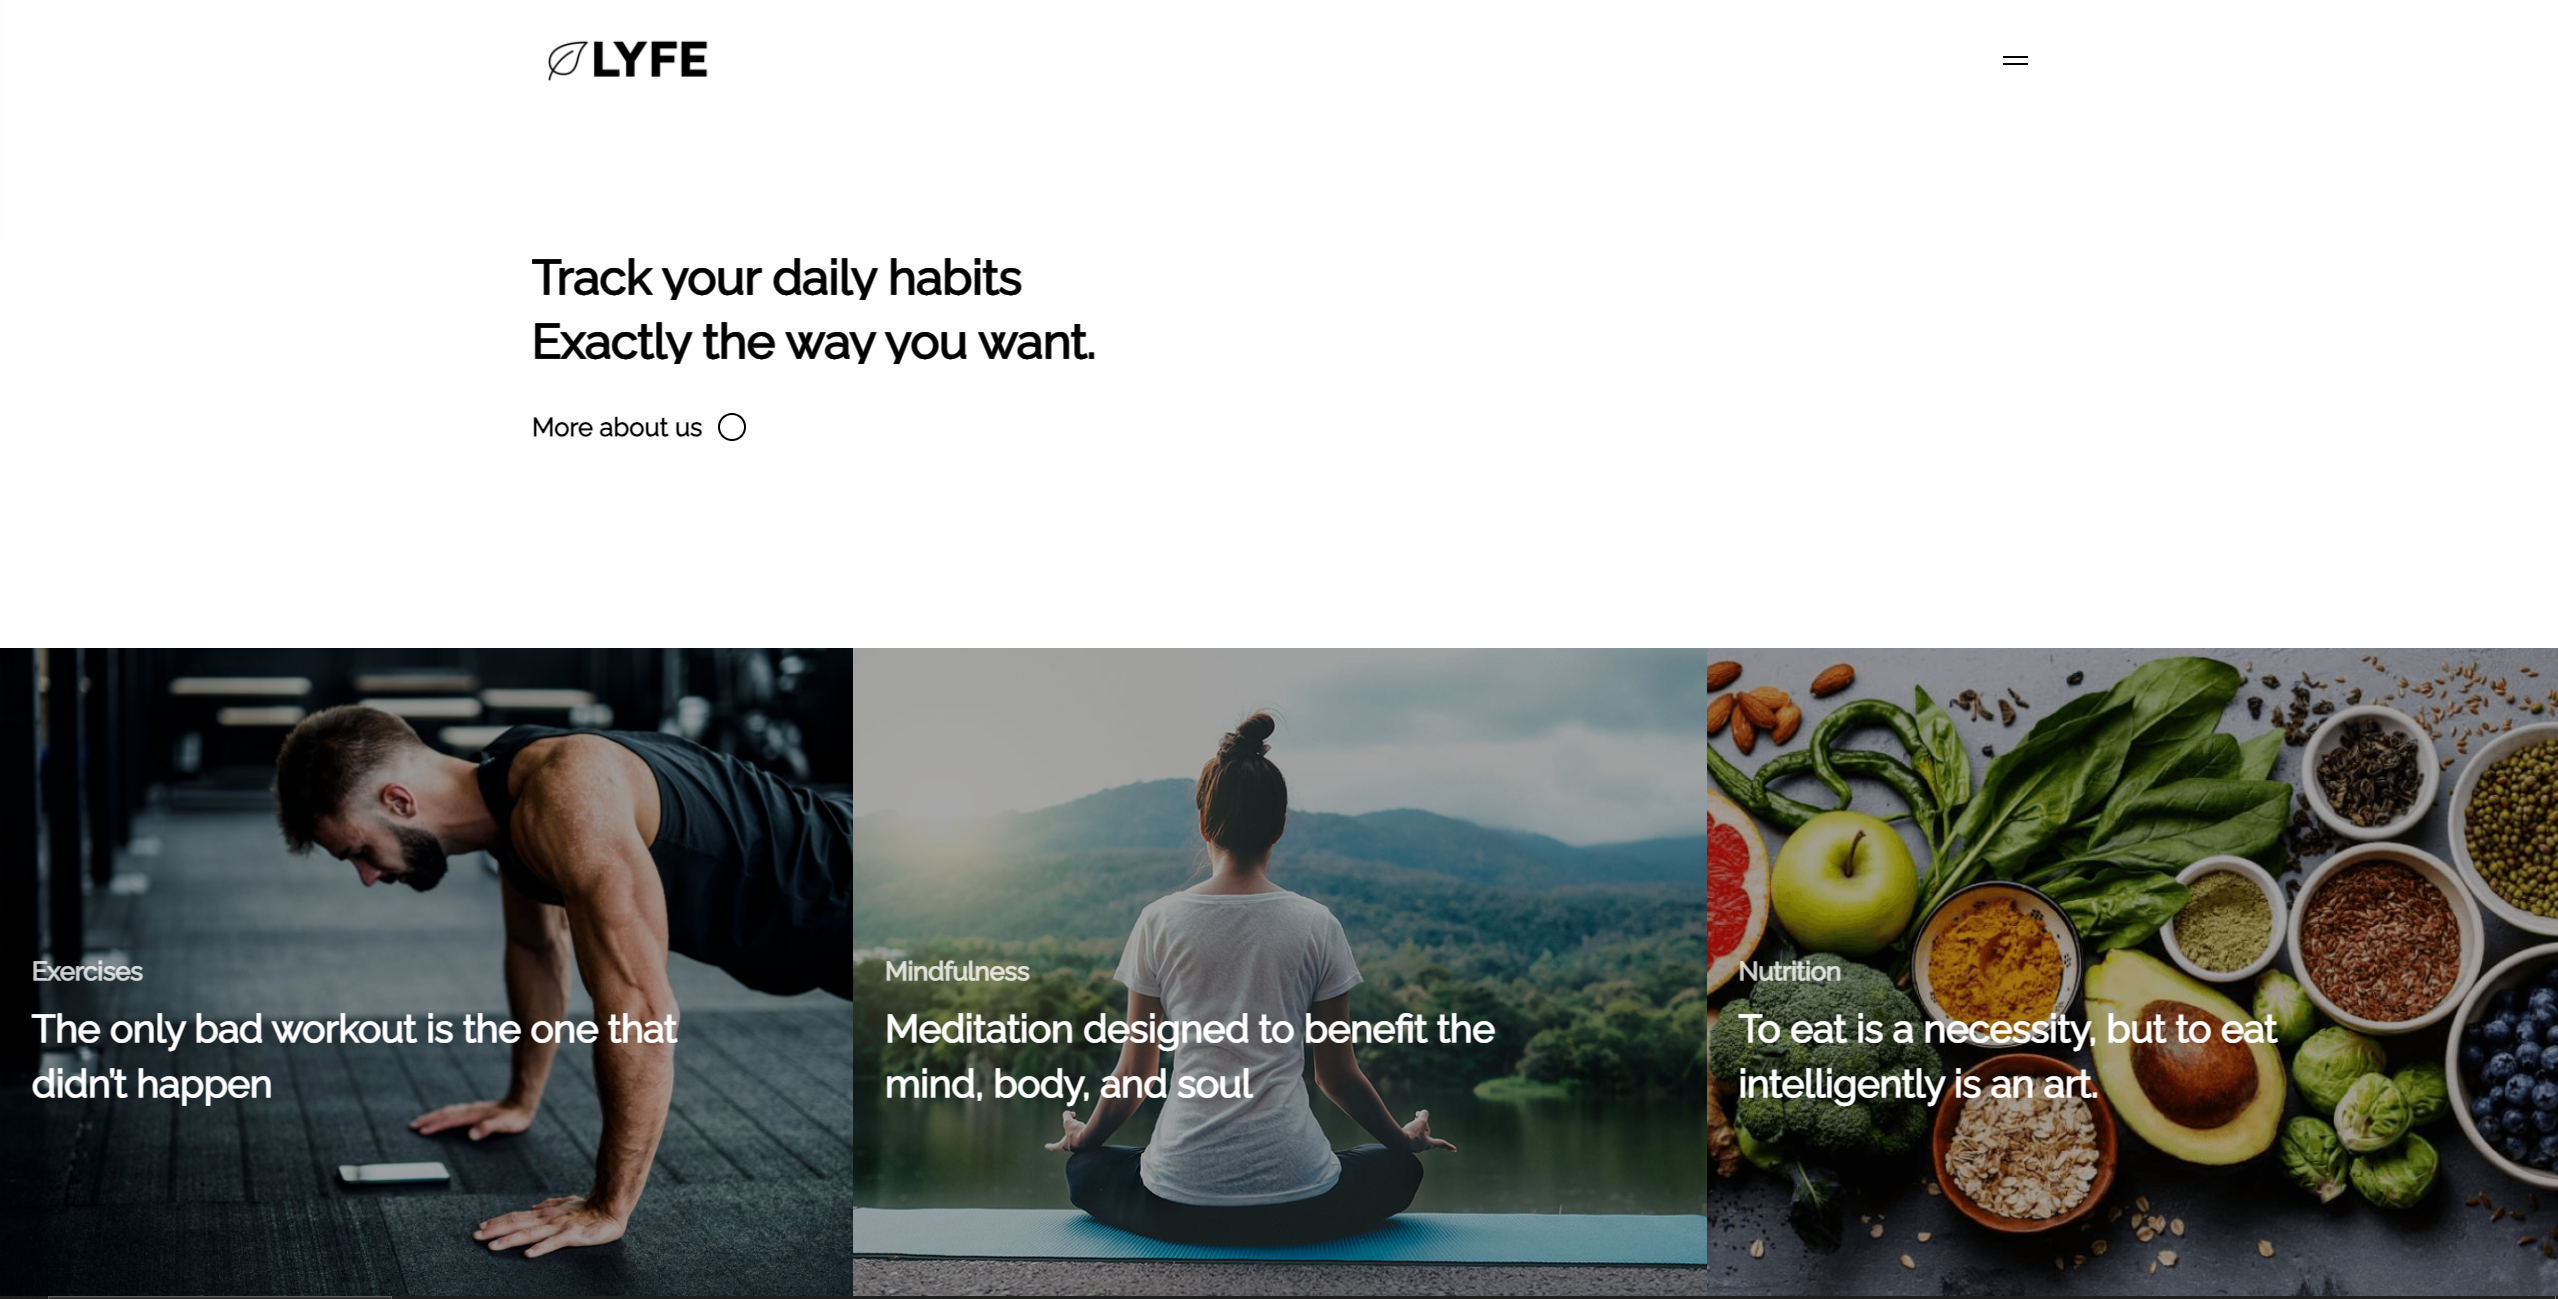 LYFE
Track your daily habits
Exactly the way you want.
More about us
Exercises
The only bad workout is the one that
didn't happen
Mindfulness
Meditation designed to benefit the
mind, body, and soul
Nutrition
To eat is a necessity, but to eat
intelligently is an art.